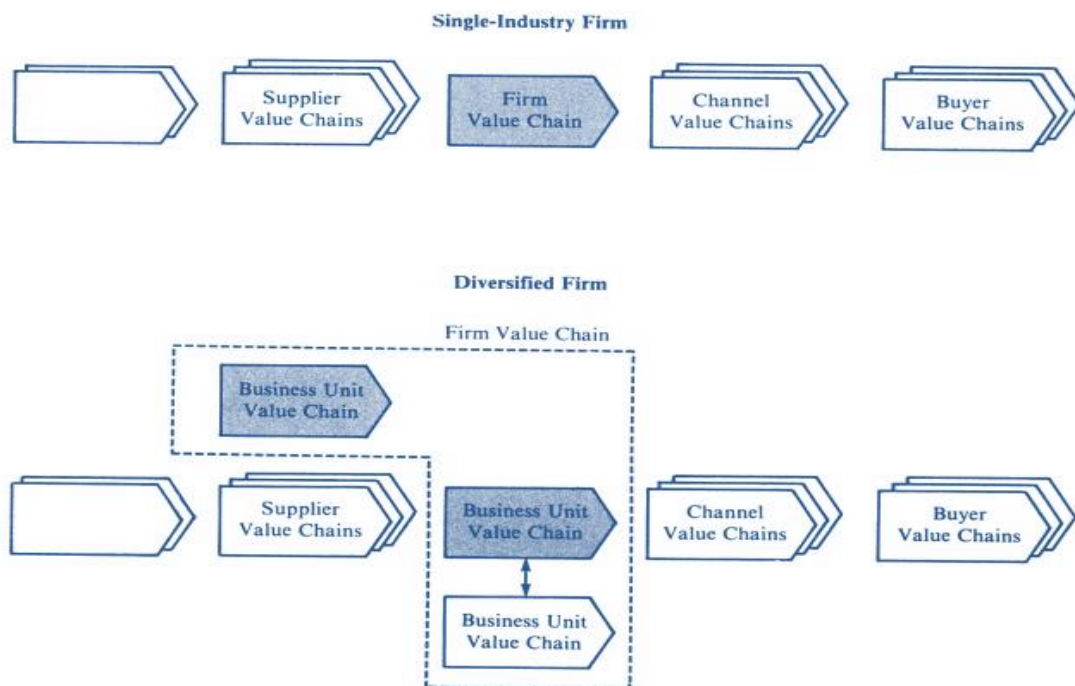 Single-Industry Firm
Supplier
Value Chains
Firm
Value Chain
Channel
Value Chains
Buyer
Value Chains
Diversified Firm
Firm Value Chain
Business Unit
Value Chain
Supplier
Value Chains
Business Unit
Value Chain
Channel
Value Chains
Buyer
Value Chains
Business Unit
Value Chain